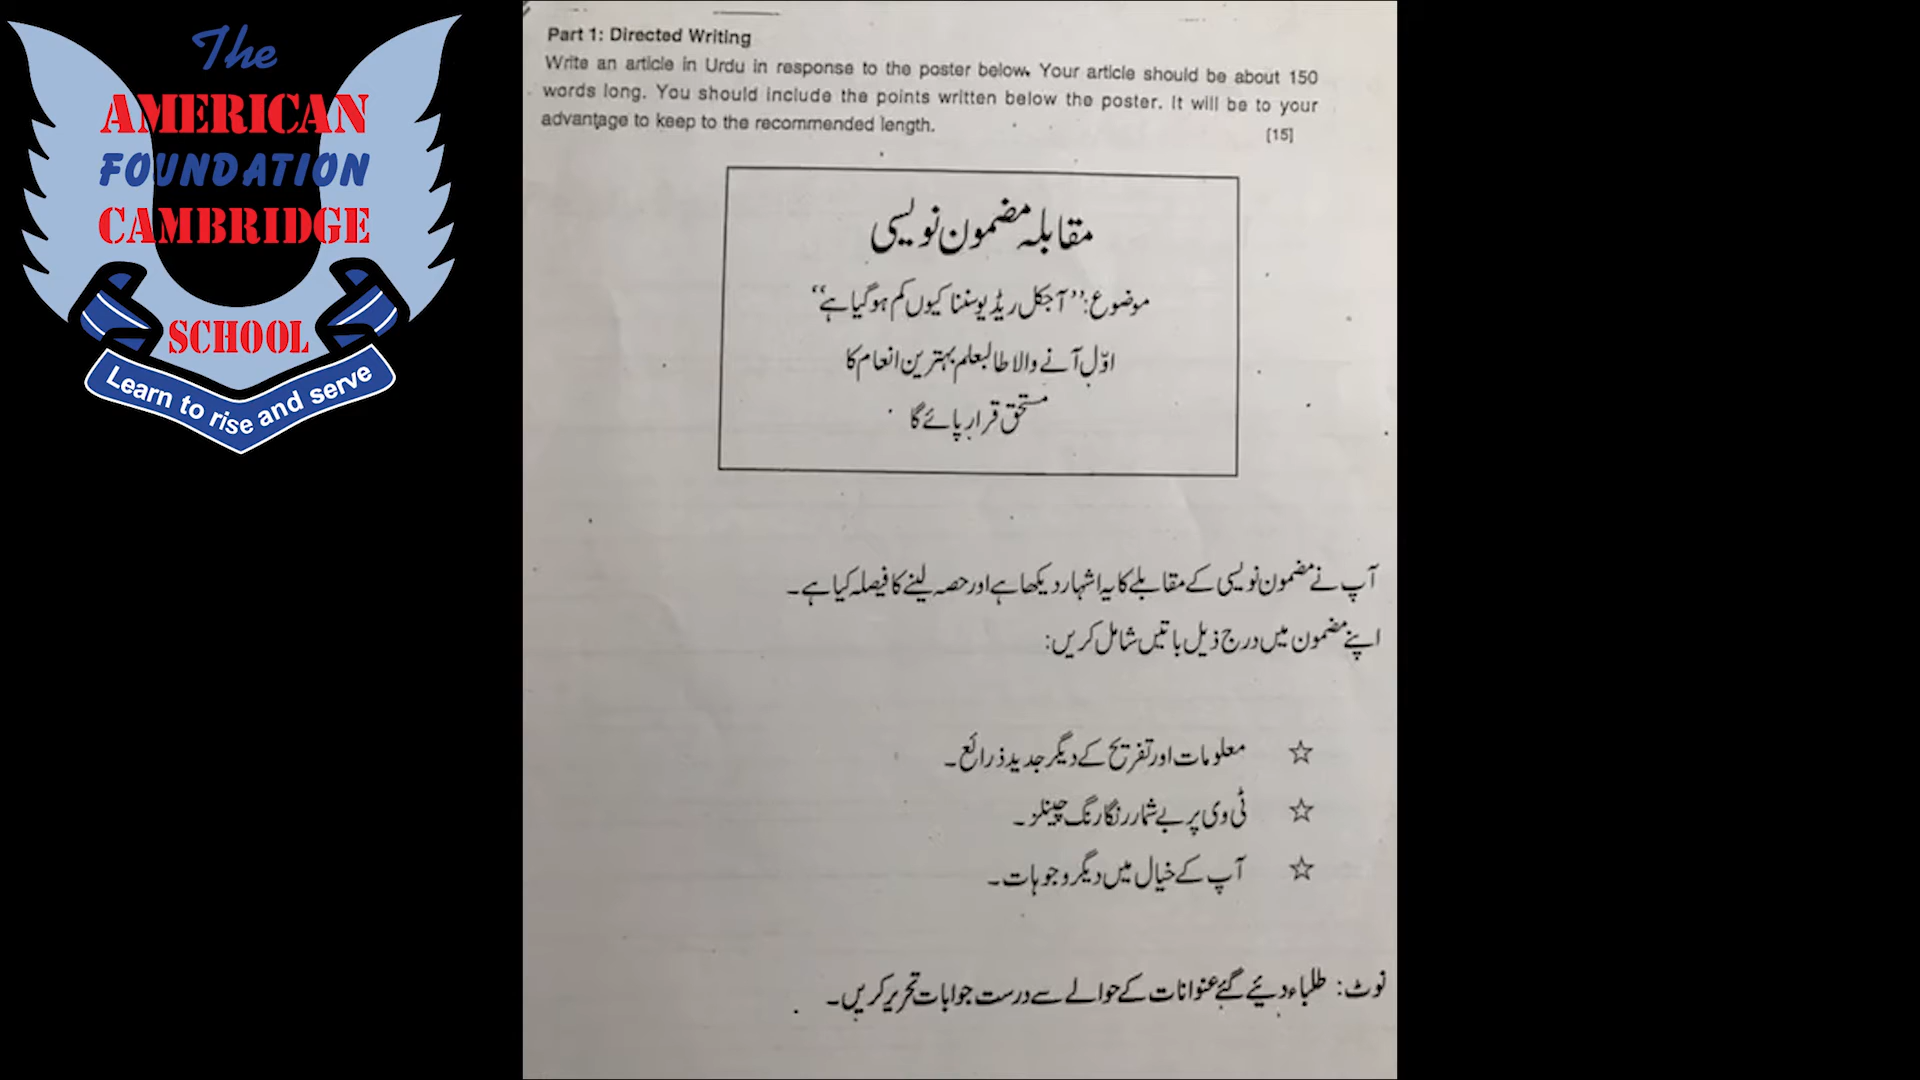 The
AMERICAN
FOUNDATION
CAMBRIDGE
SCHOOL
Learn to rise and serve
Part 1: Directed Writing
Write an article in Urdu in response to the poster below. Your article should be about 150
words long. You should include the points written below the poster. It will be to your
advantage to keep to the recommended length.
[15]
مقابلہ مضمون نویسی
موضوع: ”آجکل ریڈیو سننا کیوں کم ہو گیا ہے“
اوّل آنے والا طالبعلم بہترین انعام کا
مستحق قرار پائے گا
آپ نے مضمون نویسی کے مقابلے کا یہ اشہار دیکھا ہے اور حصہ لینے کا فیصلہ کیا ہے۔
اپنے مضمون میں درج ذیل باتیں شامل کریں:
☆ معلومات اور تفریح کے دیگر جدید ذرائع۔
☆ ٹی وی پر بے شمار رنگارنگ چینلز۔
☆ آپ کے خیال میں دیگر وجوہات۔
نوٹ: طلباء دیئے گئے عنوانات کے حوالے سے درست جوابات تحریر کریں۔